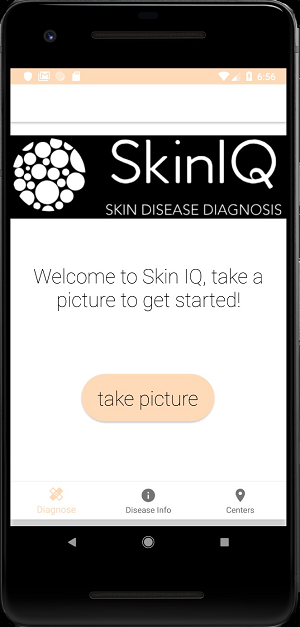 6:56
SkinIQ
SKIN DISEASE DIAGNOSIS
Welcome to Skin IQ, take a
picture to get started!
take picture
Diagnose
Disease Info
Centers